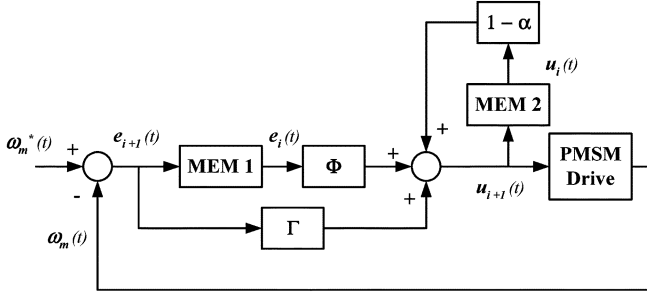 1 - α
u_i(t)
MEM 2
ω_m*(t)
+
e_{i+1}(t)
MEM 1
e_i(t)
Φ
+
+
+
u_{i+1}(t)
PMSM
Drive
-
ω_m(t)
Γ